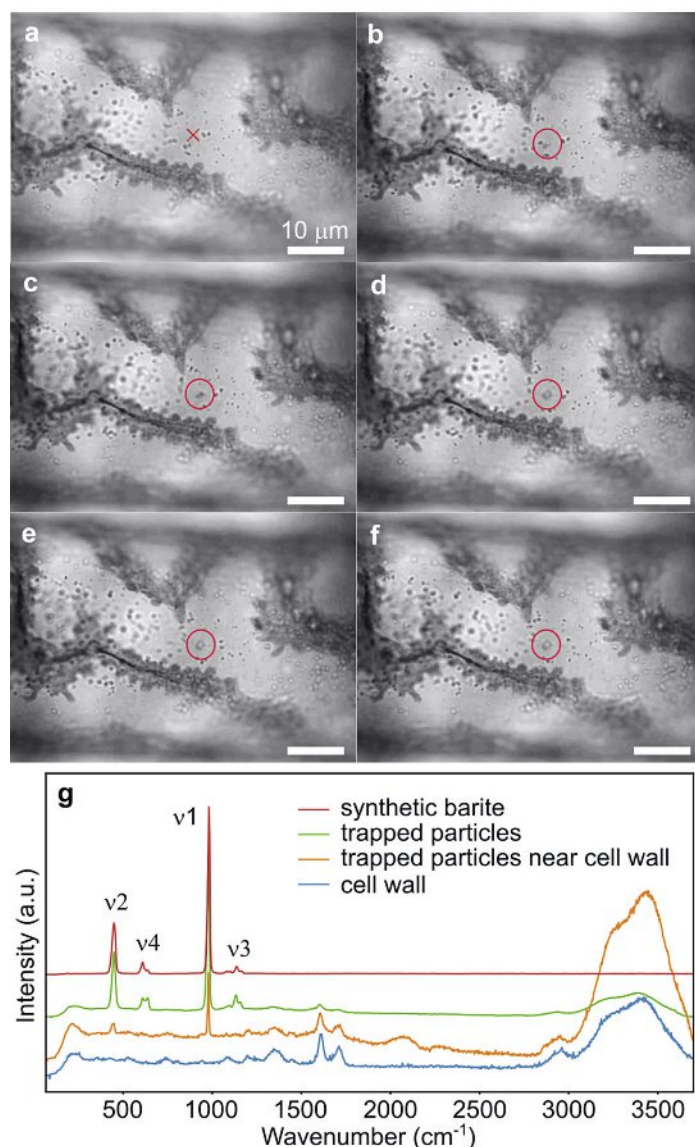 a
b
10 μm
c
d
e
f
g
ν1
ν2
ν4
ν3
synthetic barite
trapped particles
trapped particles near cell wall
cell wall
Intensity (a.u.)
500 1000 1500 2000 2500 3000 3500
Wavenumber (cm⁻¹)